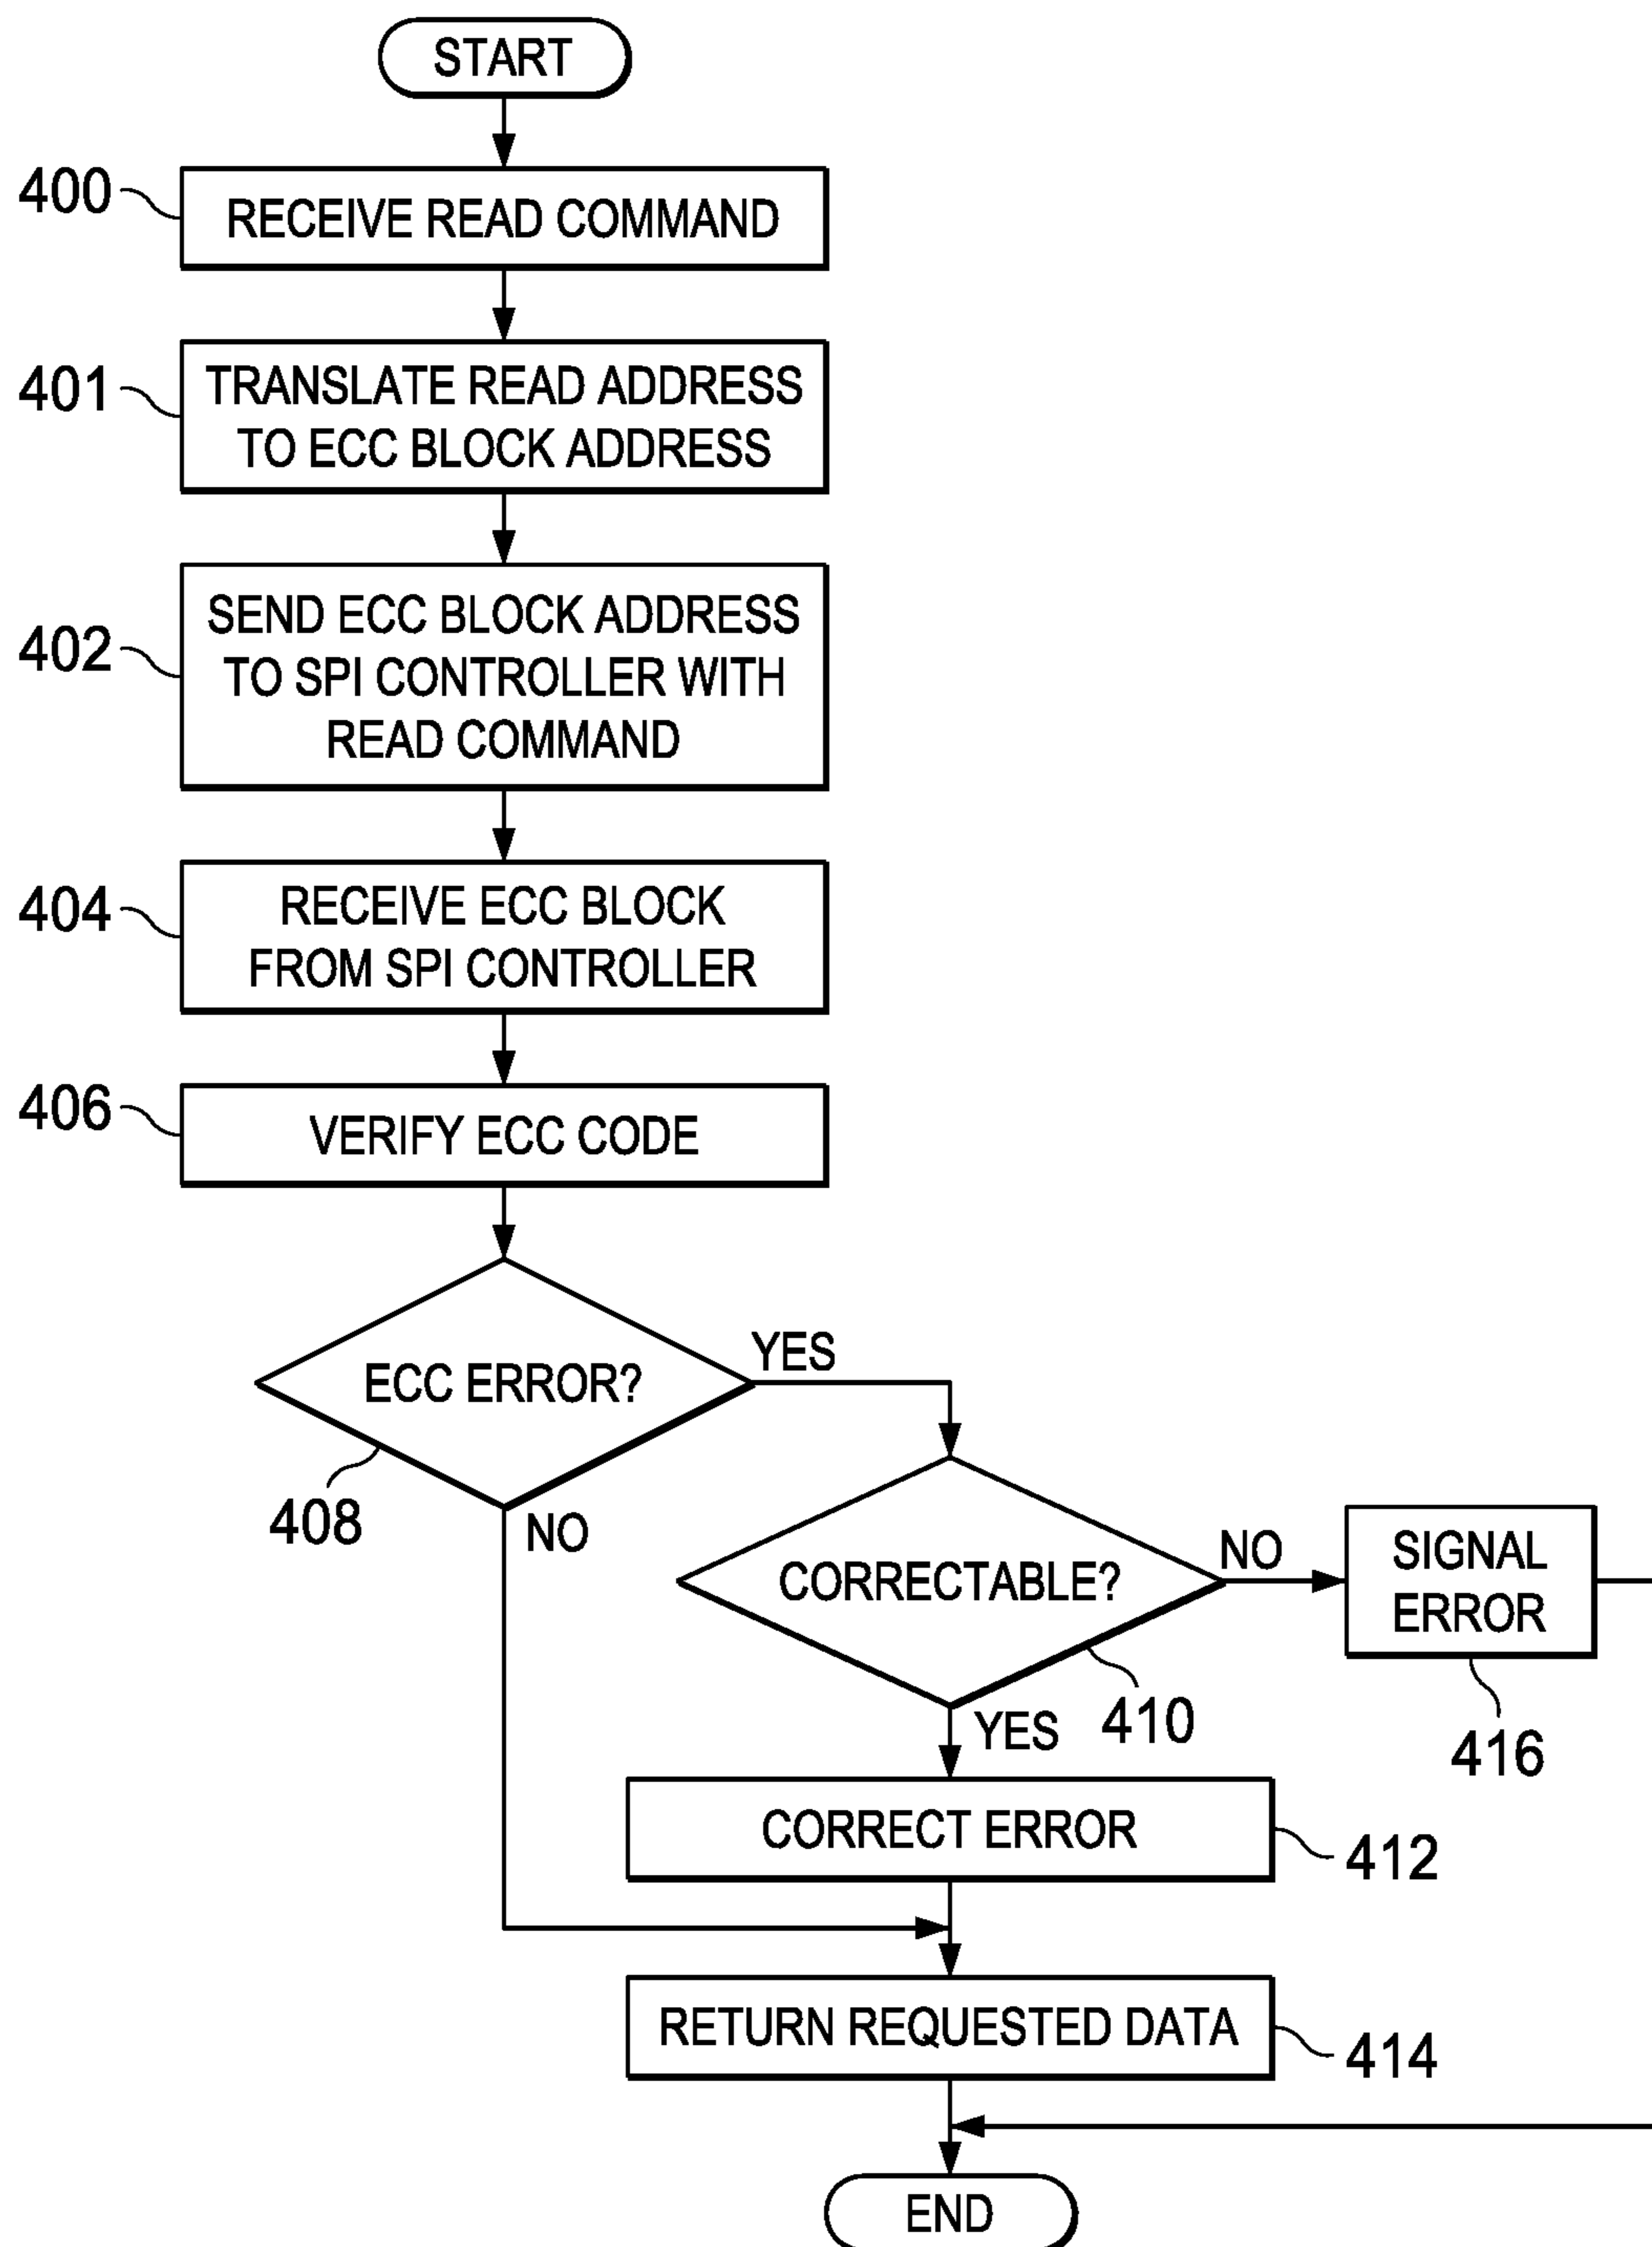 START
400
RECEIVE READ COMMAND
401
TRANSLATE READ ADDRESS
TO ECC BLOCK ADDRESS
402
SEND ECC BLOCK ADDRESS
TO SPI CONTROLLER WITH
READ COMMAND
404
RECEIVE ECC BLOCK
FROM SPI CONTROLLER
406
VERIFY ECC CODE
ECC ERROR?
YES
408
NO
CORRECTABLE?
NO
SIGNAL
ERROR
YES
410
416
CORRECT ERROR
412
RETURN REQUESTED DATA
414
END